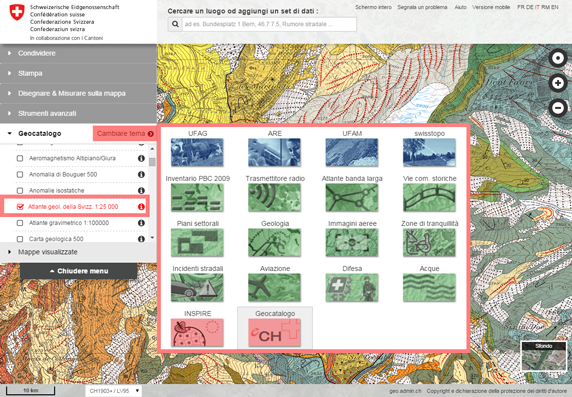 Schweizerische Eidgenossenschaft
Confédération Suisse
Confederazione Svizzera
Confederaziun svizra
In collaborazione con i Cantoni
Cercare un luogo od aggiungi un set di dati :
ad es. Bundesplatz 1 Bern, 46.7 7.5, Rumore stradale ...
Schermo intero Segnata un problema Aiuto Versione mobile FR DE IT RM EN
Condividere
Stampa
Disegnare & Misurare sulla mappa
Strumenti avanzati
Geocatalogo Cambiare tema
Aeromagnetismo Altipiano/Giura
Anomalia di Bouguer 500
Anomalie isostatiche
Atlante geol. della Svizz. 1:25 000
Atlante gravimetrico 1:100000
Carta geologica 500
Mappe visualizzate
Chiudere menu
UFAG ARE UFAM swisstopo
Inventario PBC 2009 Trasmettitore radio Atlante banda larga Vie com. storiche
Piani settorali Geologia Immagini aeree Zone di tranquillità
Incidenti stradali Aviazione Difesa Acque
INSPIRE Geocatalogo
eCH
Sfondo
10 km
CH1903+ / LV95
geo.admin.ch Copyright e dichiarazione della protezione dei diritti d'autore